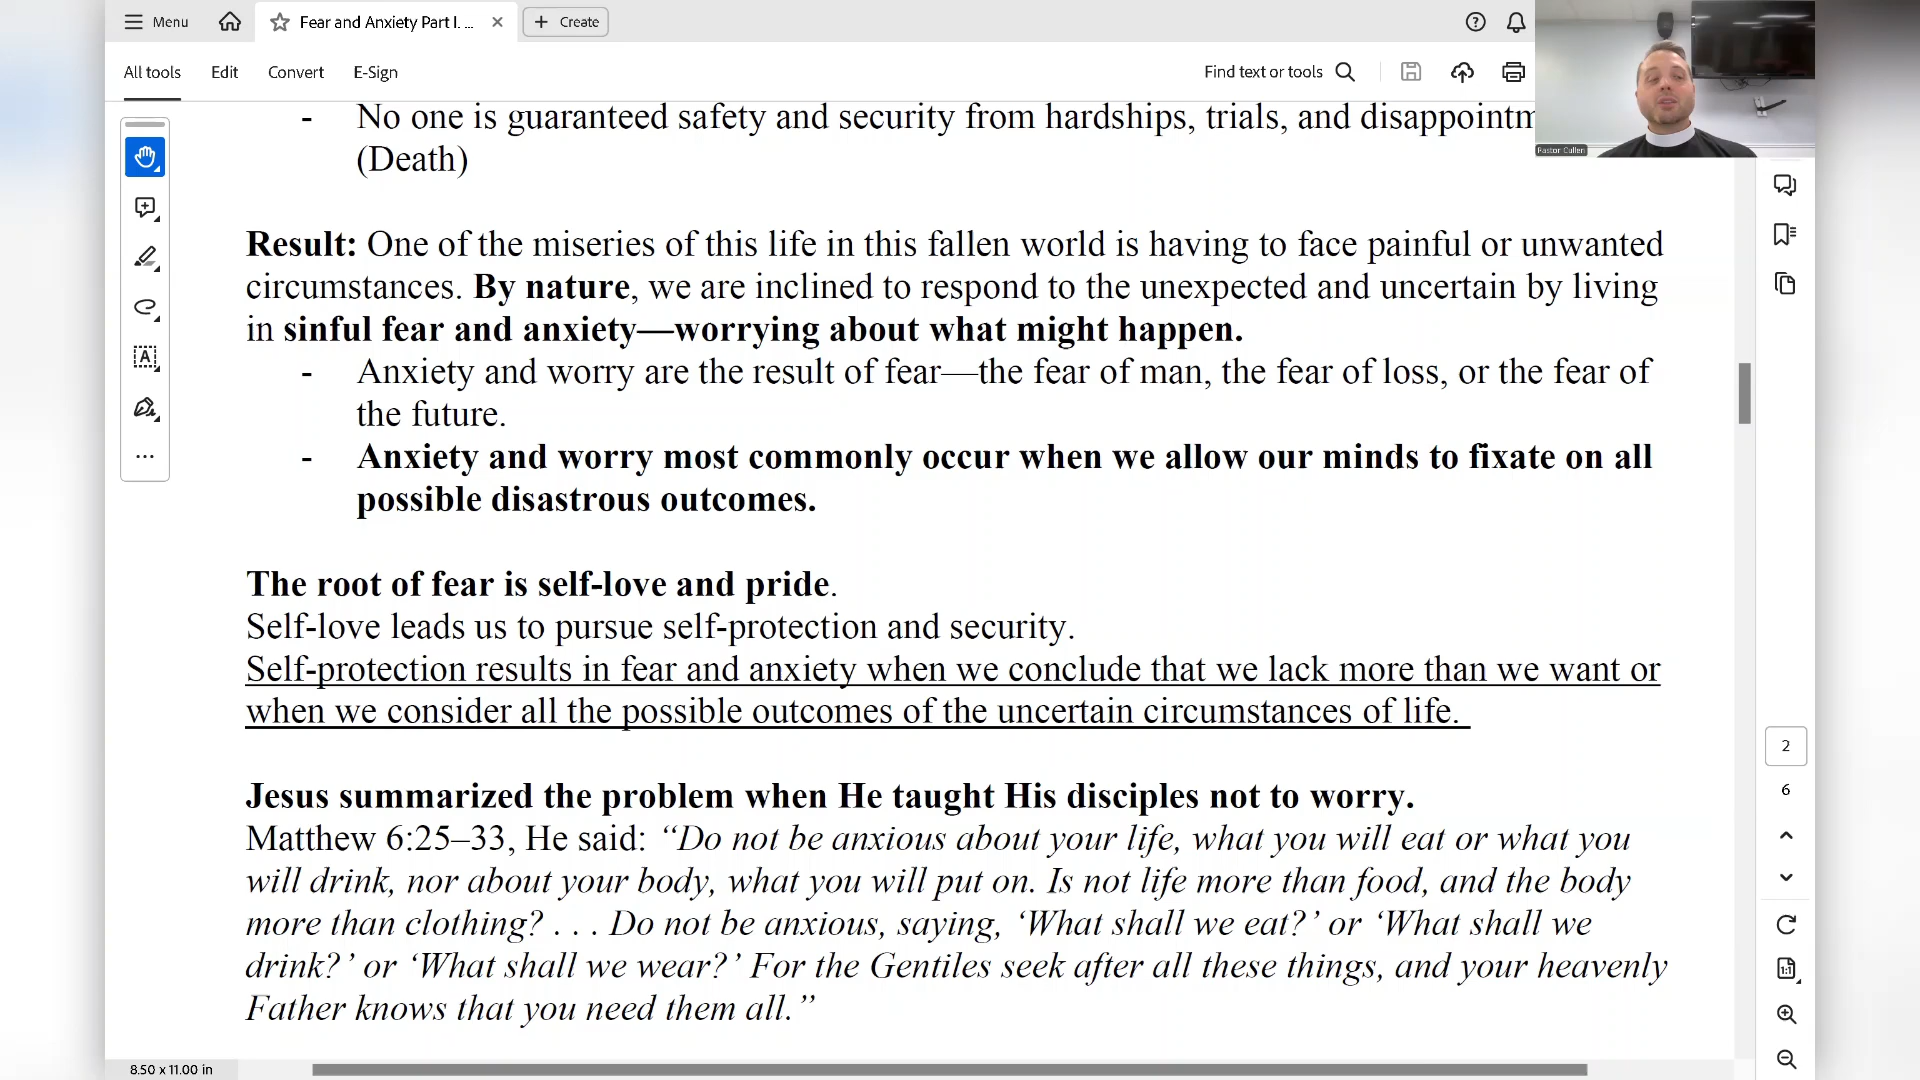 Menu
Fear and Anxiety Part I. ...
Create
All tools
Edit
Convert
E-Sign
Find text or tools
Pastor Cullen
- No one is guaranteed safety and security from hardships, trials, and disappointm
(Death)
Result: One of the miseries of this life in this fallen world is having to face painful or unwanted
circumstances. By nature, we are inclined to respond to the unexpected and uncertain by living
in sinful fear and anxiety—worrying about what might happen.
- Anxiety and worry are the result of fear—the fear of man, the fear of loss, or the fear of
the future.
- Anxiety and worry most commonly occur when we allow our minds to fixate on all
possible disastrous outcomes.
The root of fear is self-love and pride.
Self-love leads us to pursue self-protection and security.
Self-protection results in fear and anxiety when we conclude that we lack more than we want or
when we consider all the possible outcomes of the uncertain circumstances of life.
Jesus summarized the problem when He taught His disciples not to worry.
Matthew 6:25–33, He said: “Do not be anxious about your life, what you will eat or what you
will drink, nor about your body, what you will put on. Is not life more than food, and the body
more than clothing? . . . Do not be anxious, saying, ‘What shall we eat?’ or ‘What shall we
drink?’ or ‘What shall we wear?’ For the Gentiles seek after all these things, and your heavenly
Father knows that you need them all.”
2
6
8.50 x 11.00 in